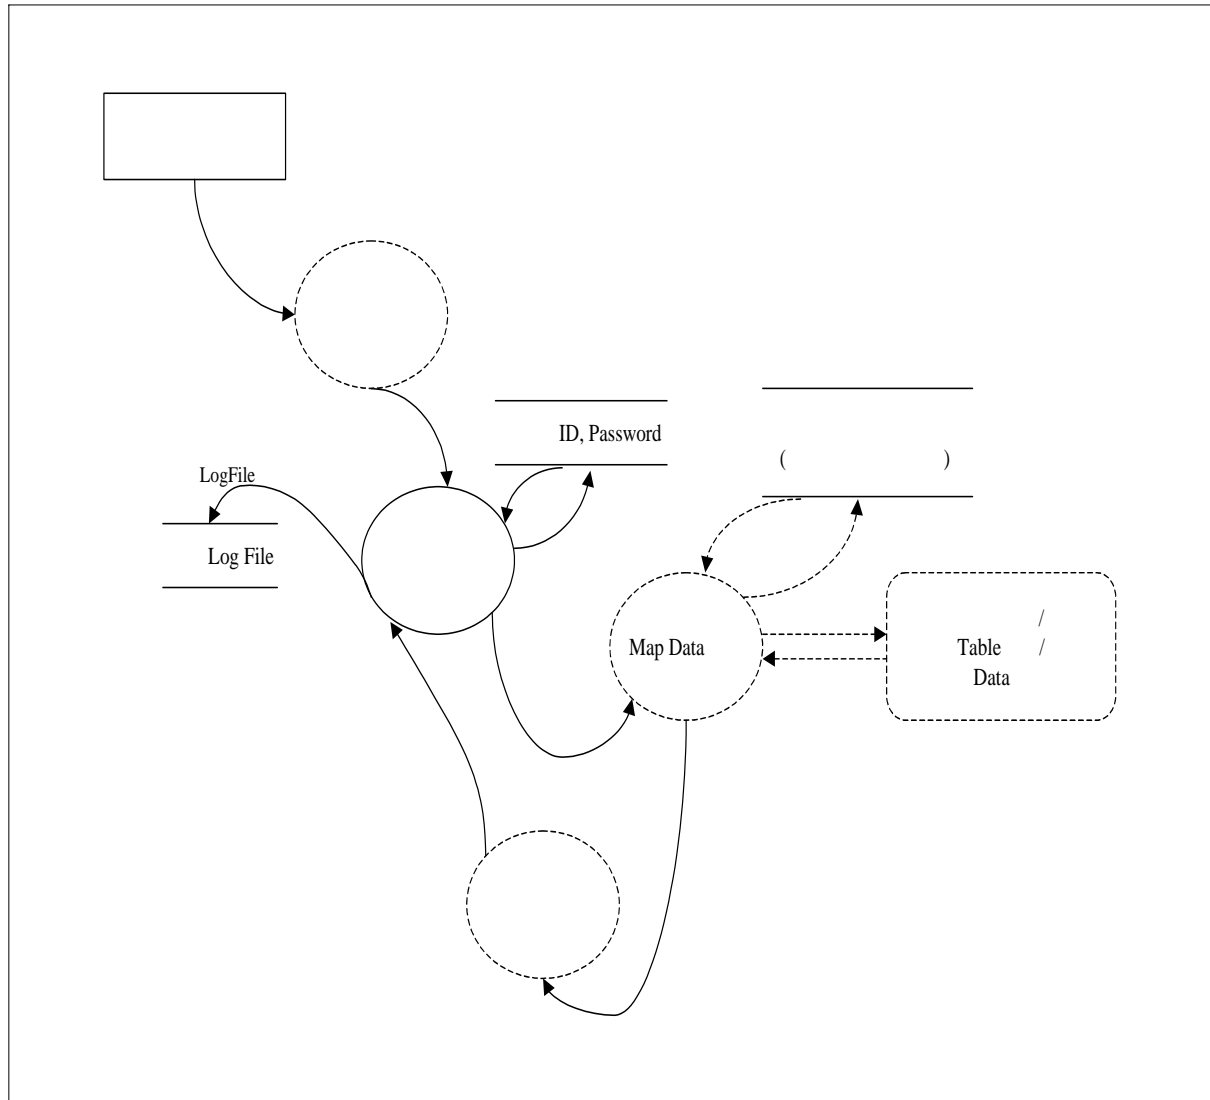 ID, Password
(                    )
LogFile
Log File
Map Data
/
Table /
Data